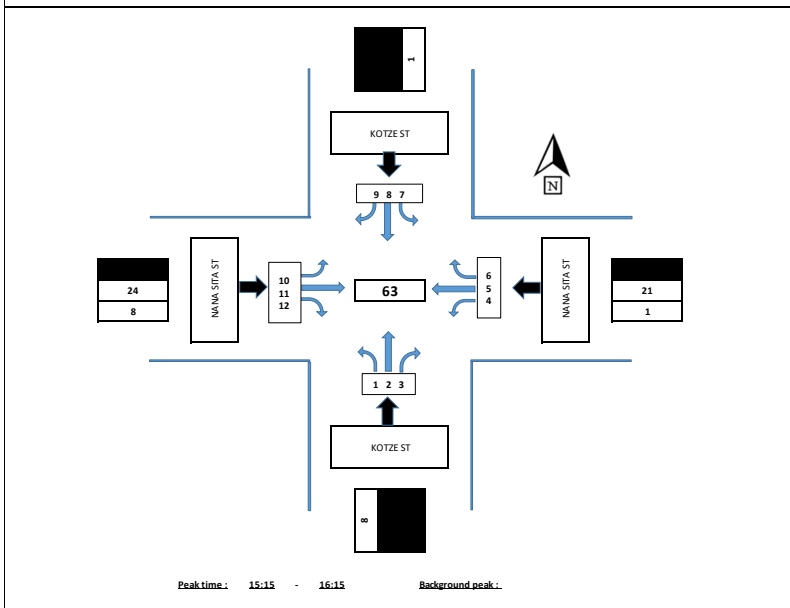 1
KOTZE ST
N
9 8 7
NANA SITA ST
24
8
10
11
12
63
6
5
4
NANA SITA ST
21
1
1 2 3
KOTZE ST
8
Peak time : 15:15 - 16:15 Background peak :